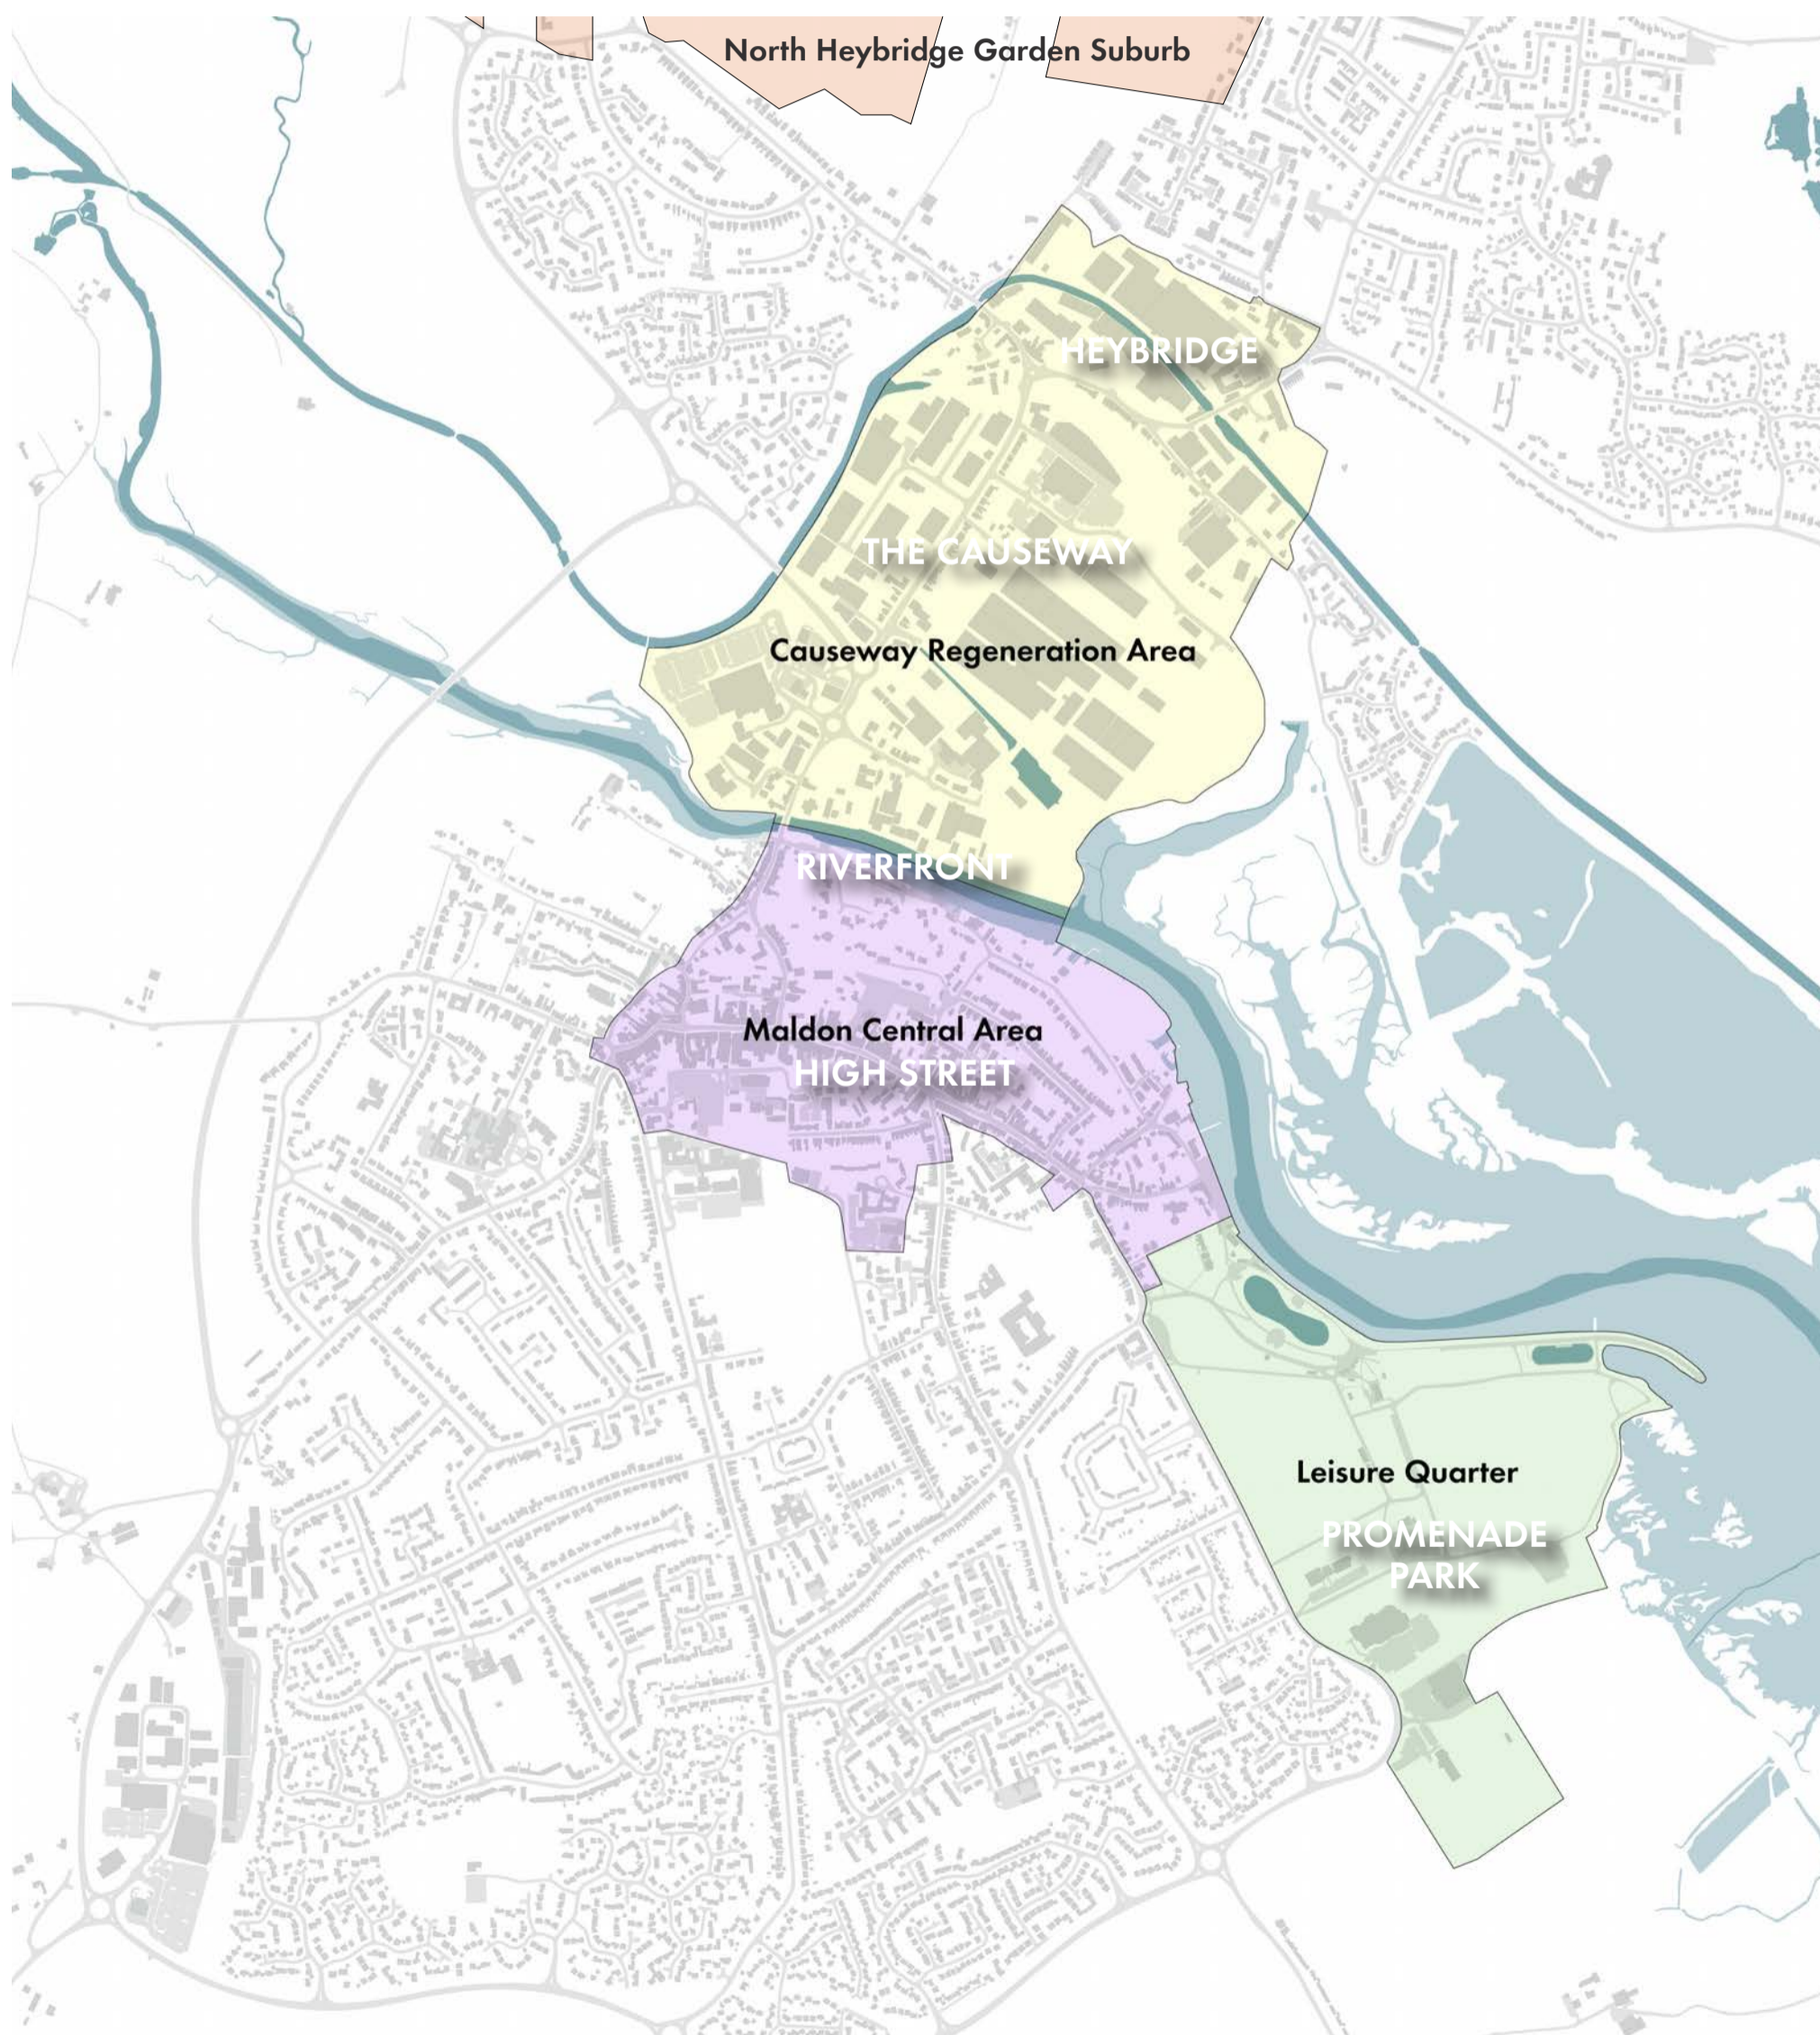 North Heybridge Garden Suburb
HEYBRIDGE
THE CAUSEWAY
Causeway Regeneration Area
RIVERFRONT
Maldon Central Area
HIGH STREET
Leisure Quarter
PROMENADE
PARK